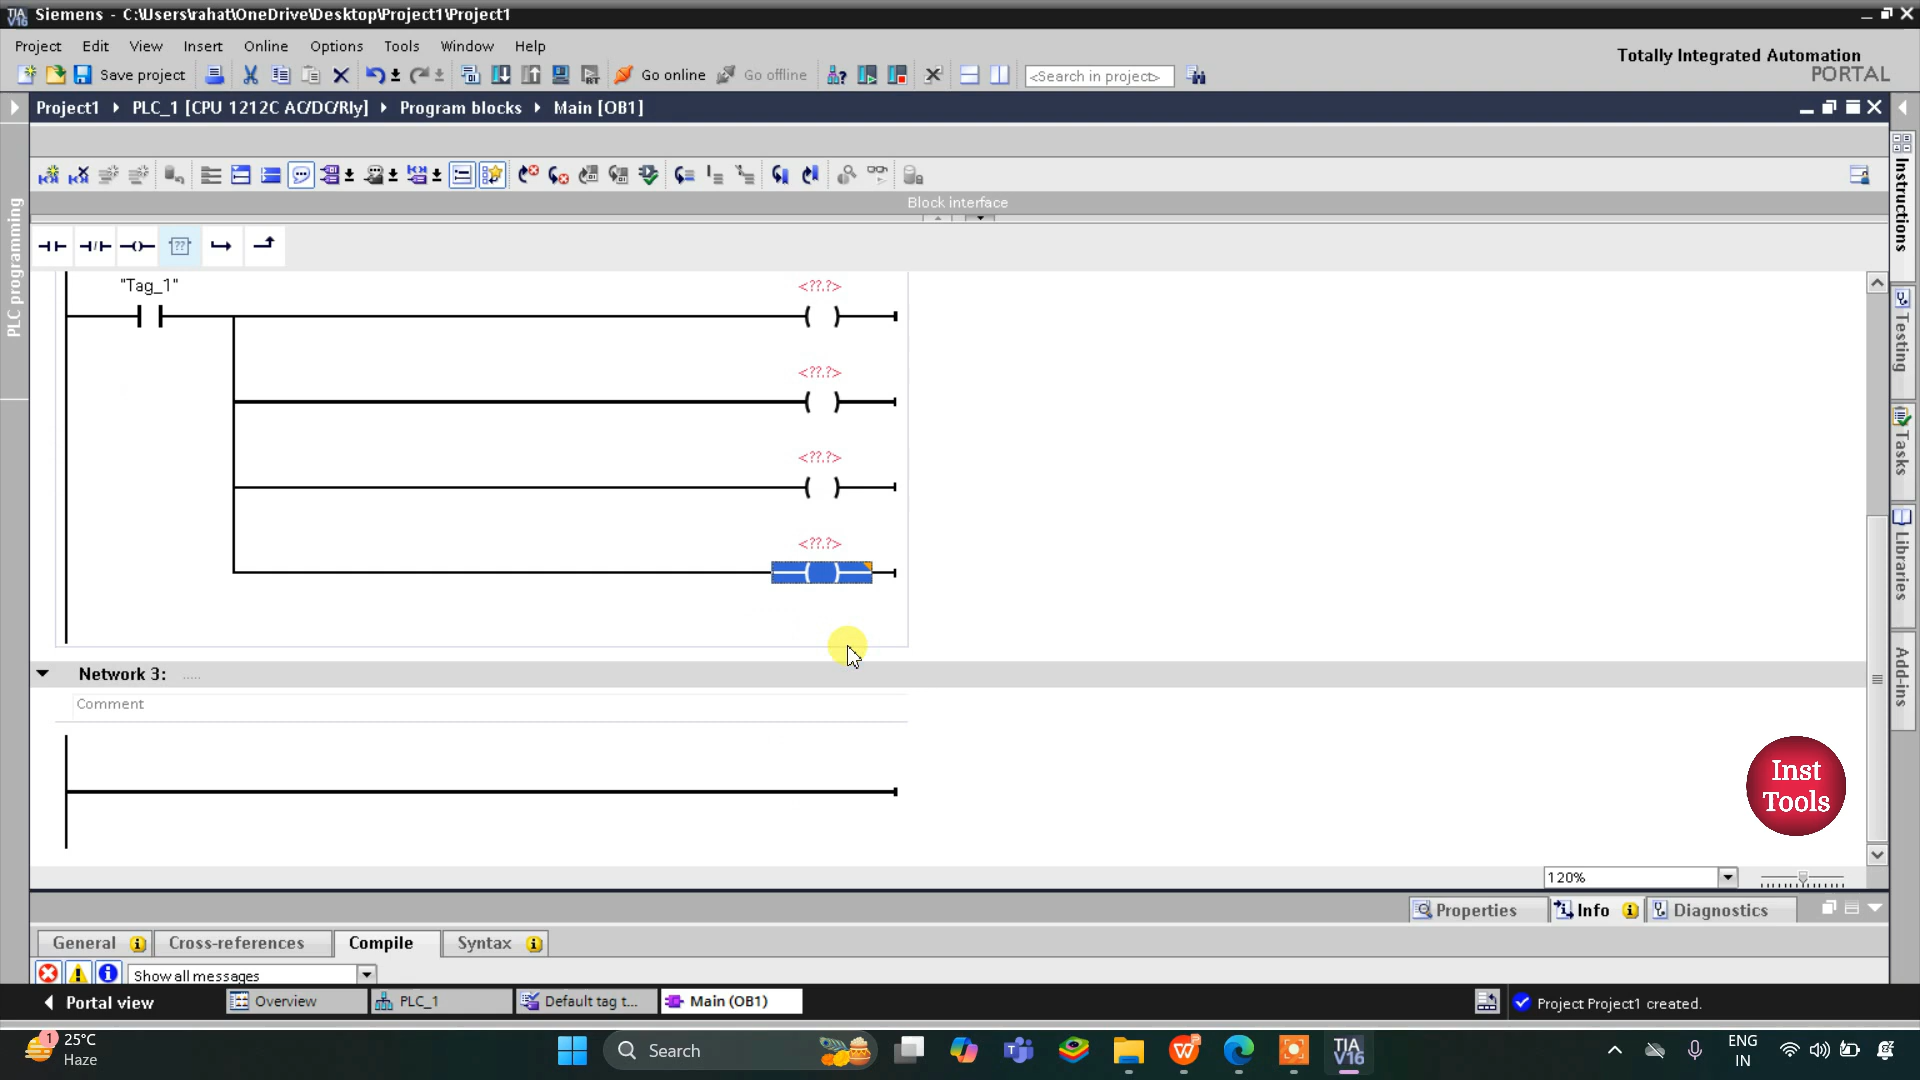 Siemens - C:\Users\rahat\OneDrive\Desktop\Project1\Project1
Project Edit View Insert Online Options Tools Window Help
Totally Integrated Automation
PORTAL
Save project Go online Go offline <Search in project>
Project1 PLC_1 [CPU 1212C AC/DC/Rly] Program blocks Main [OB1]
Block interface
PLC programming
Instructions
Testing
Tasks
Libraries
Add-ins
"Tag_1" <??.?>
<??.?>
<??.?>
<??.?>
Network 3: .....
Comment
Inst
Tools
120%
Properties Info Diagnostics
General Cross-references Compile Syntax
Show all messages
Portal view Overview PLC_1 Default tag t... Main (OB1) Project Project1 created.
1 25°C
Haze
Search
TIA
V16
ENG
IN